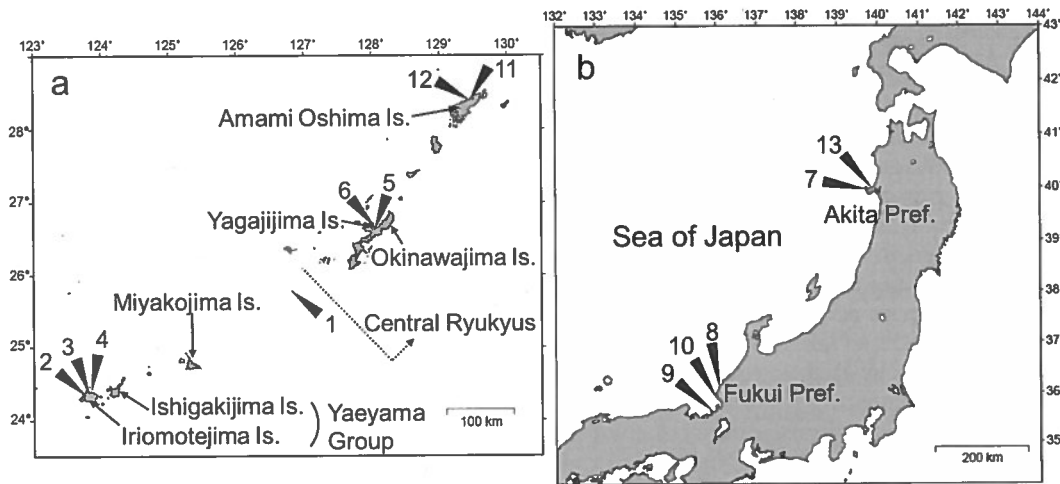 123° 124° 125° 126° 127° 128° 129° 130°
a
12 11
Amami Oshima Is.
28°
27°
6 5
Yagajijima Is.
Okinawajima Is.
26°
Miyakojima Is.
1
Central Ryukyus
25°
2 3 4
Ishigakijima Is.
Iriomotejima Is.
Yaeyama
Group
24°
100 km
132° 133° 134° 135° 136° 137° 138° 139° 140° 141° 142° 143° 144°
b
42°
41°
13
7
40°
Akita Pref.
Sea of Japan
39°
38°
37°
8
10
9
Fukui Pref.
36°
35°
200 km